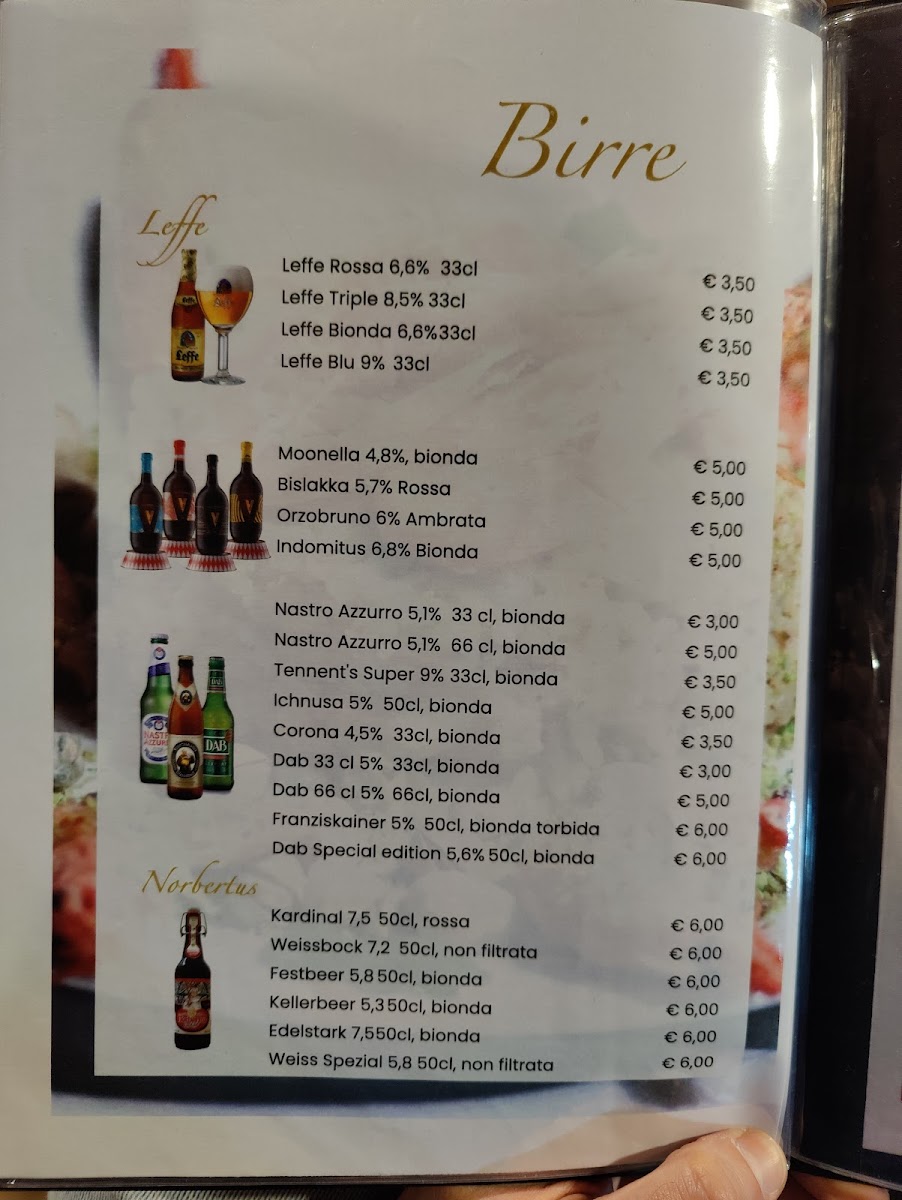 Birre
Leffe
Leffe Rossa 6,6% 33cl € 3,50
Leffe Triple 8,5% 33cl € 3,50
Leffe Bionda 6,6%33cl € 3,50
Leffe Blu 9% 33cl € 3,50
Leffe
Moonella 4,8%, bionda € 5,00
Bislakka 5,7% Rossa € 5,00
Orzobruno 6% Ambrata € 5,00
Indomitus 6,8% Bionda € 5,00
Nastro Azzurro 5,1% 33 cl, bionda € 3,00
Nastro Azzurro 5,1% 66 cl, bionda € 5,00
Tennent's Super 9% 33cl, bionda € 3,50
Ichnusa 5% 50cl, bionda € 5,00
Corona 4,5% 33cl, bionda € 3,50
Dab 33 cl 5% 33cl, bionda € 3,00
Dab 66 cl 5% 66cl, bionda € 5,00
Franziskainer 5% 50cl, bionda torbida € 6,00
Dab Special edition 5,6% 50cl, bionda € 6,00
NASTRO
AZZURRO
DAB
Norbertus
Kardinal 7,5 50cl, rossa € 6,00
Weissbock 7,2 50cl, non filtrata € 6,00
Festbeer 5,8 50cl, bionda € 6,00
Kellerbeer 5,3 50cl, bionda € 6,00
Edelstark 7,550cl, bionda € 6,00
Weiss Spezial 5,8 50cl, non filtrata € 6,00